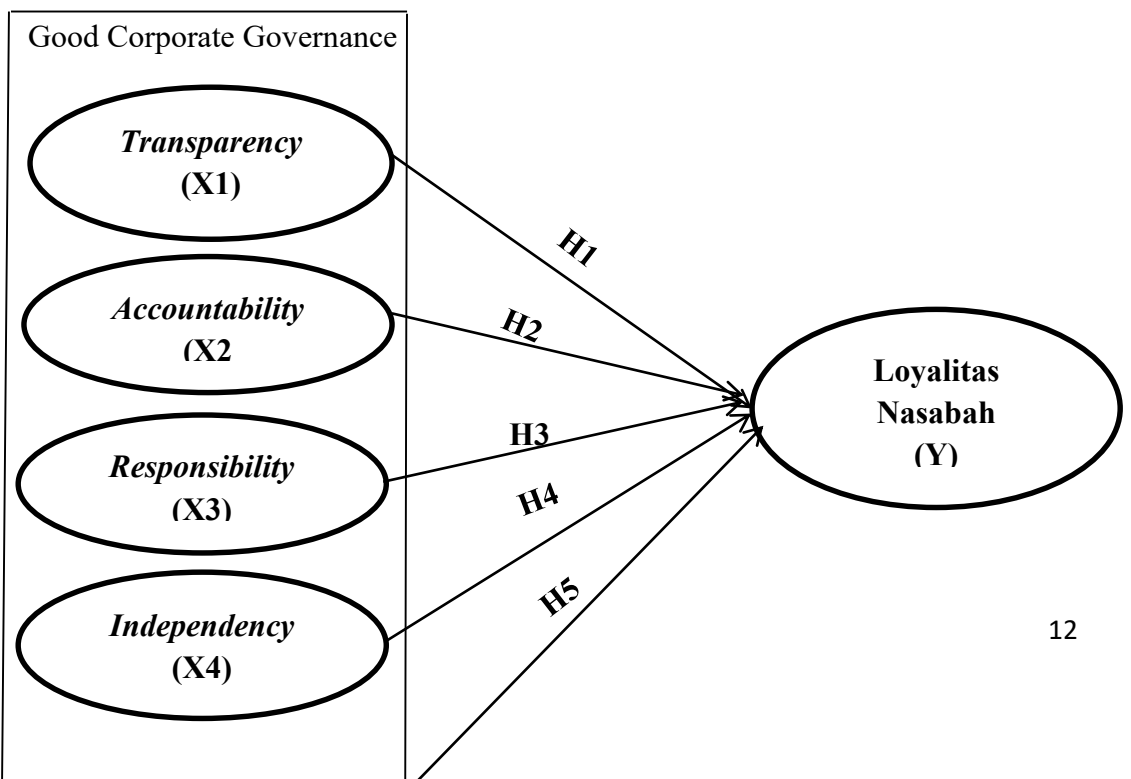 Good Corporate Governance
Transparency
(X1)
H1
Accountability
(X2
H2
Loyalitas
Nasabah
(Y)
Responsibility
(X3)
H3
H4
Independency
(X4)
H5
12